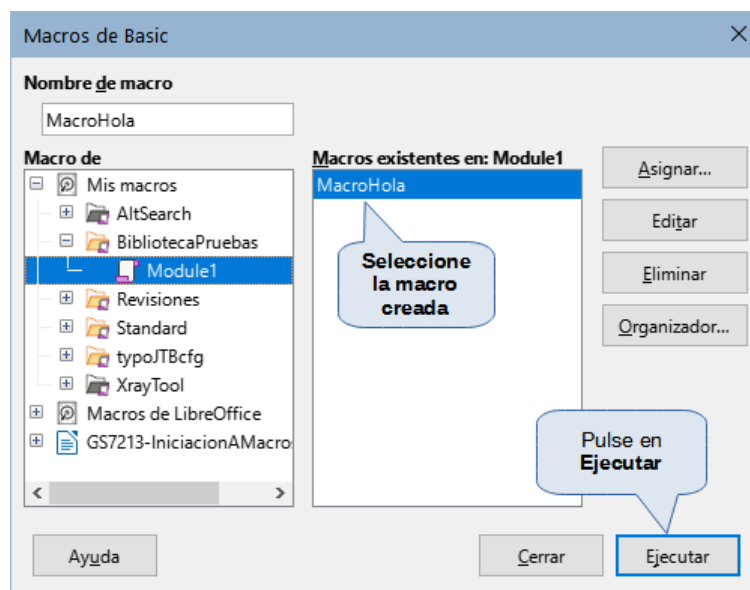 Macros de Basic
Nombre de macro
MacroHola
Macro de
Mis macros
AltSearch
BibliotecaPruebas
Module1
Revisiones
Standard
typoJTBcfg
XrayTool
Macros de LibreOffice
GS7213-IniciacionAMacro
Macros existentes en: Module1
MacroHola
Seleccione
la macro
creada
Asignar...
Editar
Eliminar
Organizador...
Pulse en
Ejecutar
Ayuda
Cerrar
Ejecutar